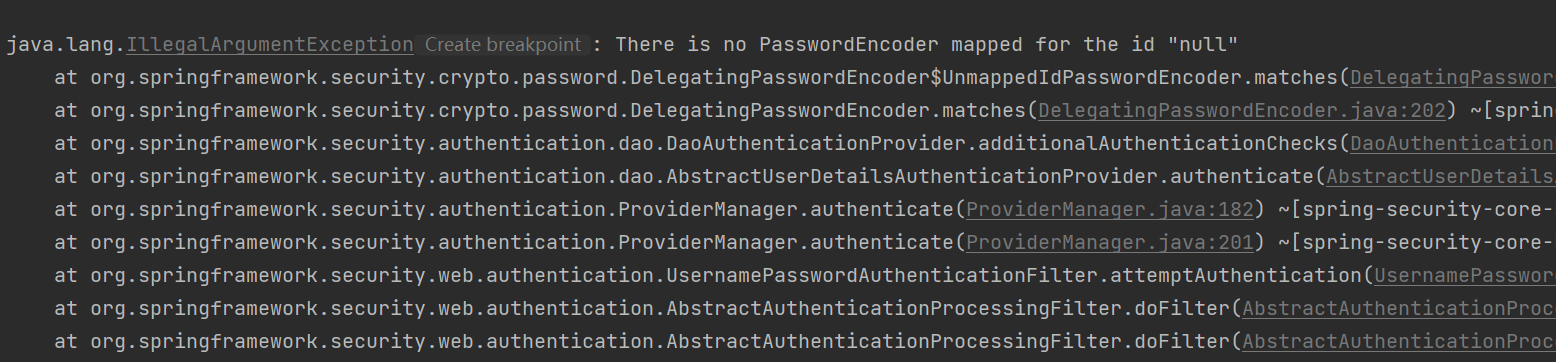 java.lang.IllegalArgumentException Create breakpoint : There is no PasswordEncoder mapped for the id "null"
at org.springframework.security.crypto.password.DelegatingPasswordEncoder$UnmappedIdPasswordEncoder.matches(DelegatingPasswor
at org.springframework.security.crypto.password.DelegatingPasswordEncoder.matches(DelegatingPasswordEncoder.java:202) ~[sprin
at org.springframework.security.authentication.dao.DaoAuthenticationProvider.additionalAuthenticationChecks(DaoAuthentication
at org.springframework.security.authentication.dao.AbstractUserDetailsAuthenticationProvider.authenticate(AbstractUserDetails
at org.springframework.security.authentication.ProviderManager.authenticate(ProviderManager.java:182) ~[spring-security-core-
at org.springframework.security.authentication.ProviderManager.authenticate(ProviderManager.java:201) ~[spring-security-core-
at org.springframework.security.web.authentication.UsernamePasswordAuthenticationFilter.attemptAuthentication(UsernamePasswor
at org.springframework.security.web.authentication.AbstractAuthenticationProcessingFilter.doFilter(AbstractAuthenticationProc
at org.springframework.security.web.authentication.AbstractAuthenticationProcessingFilter.doFilter(AbstractAuthenticationProc